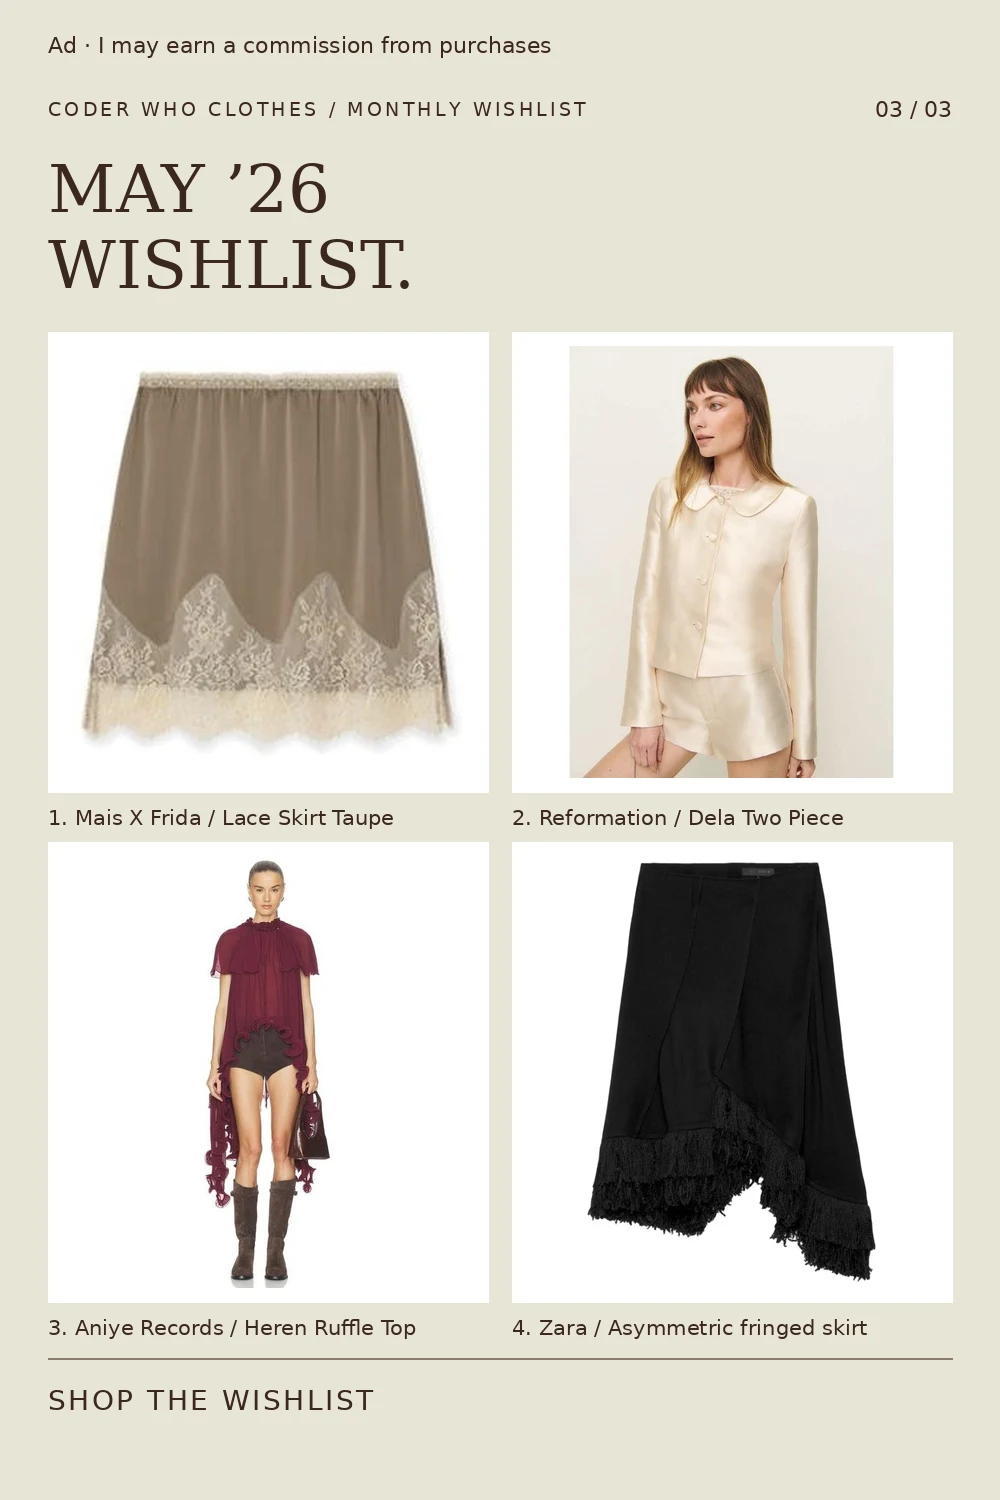 Ad · I may earn a commission from purchases
CODER WHO CLOTHES / MONTHLY WISHLIST
03 / 03
MAY ’26
WISHLIST.
1. Mais X Frida / Lace Skirt Taupe
2. Reformation / Dela Two Piece
3. Aniye Records / Heren Ruffle Top
4. Zara / Asymmetric fringed skirt
SHOP THE WISHLIST